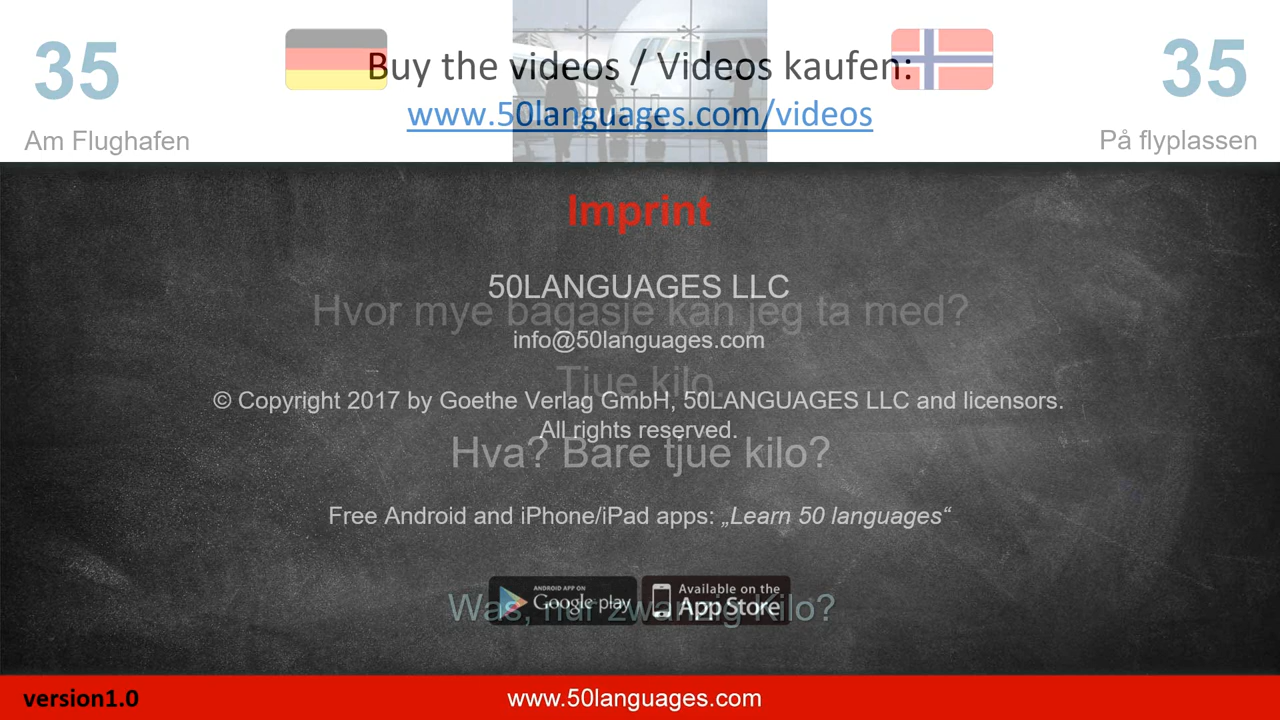 35
Buy the videos / Videos kaufen:
35
www.50languages.com/videos
Am Flughafen
På flyplassen
Imprint
50LANGUAGES LLC
Hvor mye bagasje kan jeg ta med?
info@50languages.com
Tjue kilo.
© Copyright 2017 by Goethe Verlag GmbH, 50LANGUAGES LLC and licensors.
All rights reserved.
Hva? Bare tjue kilo?
Free Android and iPhone/iPad apps: „Learn 50 languages“
ANDROID APP ON
Google play
Available on the
App Store
Was, nur zwanzig Kilo?
version1.0
www.50languages.com